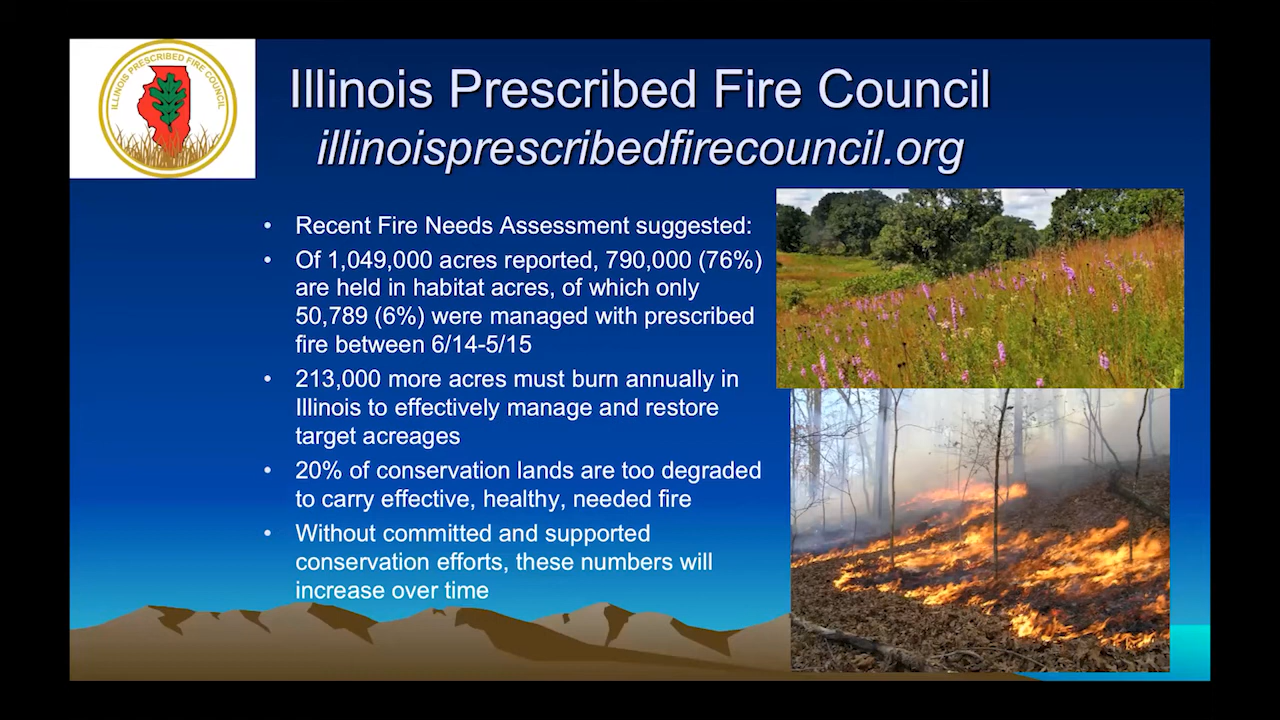 ILLINOIS PRESCRIBED FIRE COUNCIL
Illinois Prescribed Fire Council
illinoisprescribedfirecouncil.org
• Recent Fire Needs Assessment suggested:
• Of 1,049,000 acres reported, 790,000 (76%)
are held in habitat acres, of which only
50,789 (6%) were managed with prescribed
fire between 6/14-5/15
• 213,000 more acres must burn annually in
Illinois to effectively manage and restore
target acreages
• 20% of conservation lands are too degraded
to carry effective, healthy, needed fire
• Without committed and supported
conservation efforts, these numbers will
increase over time